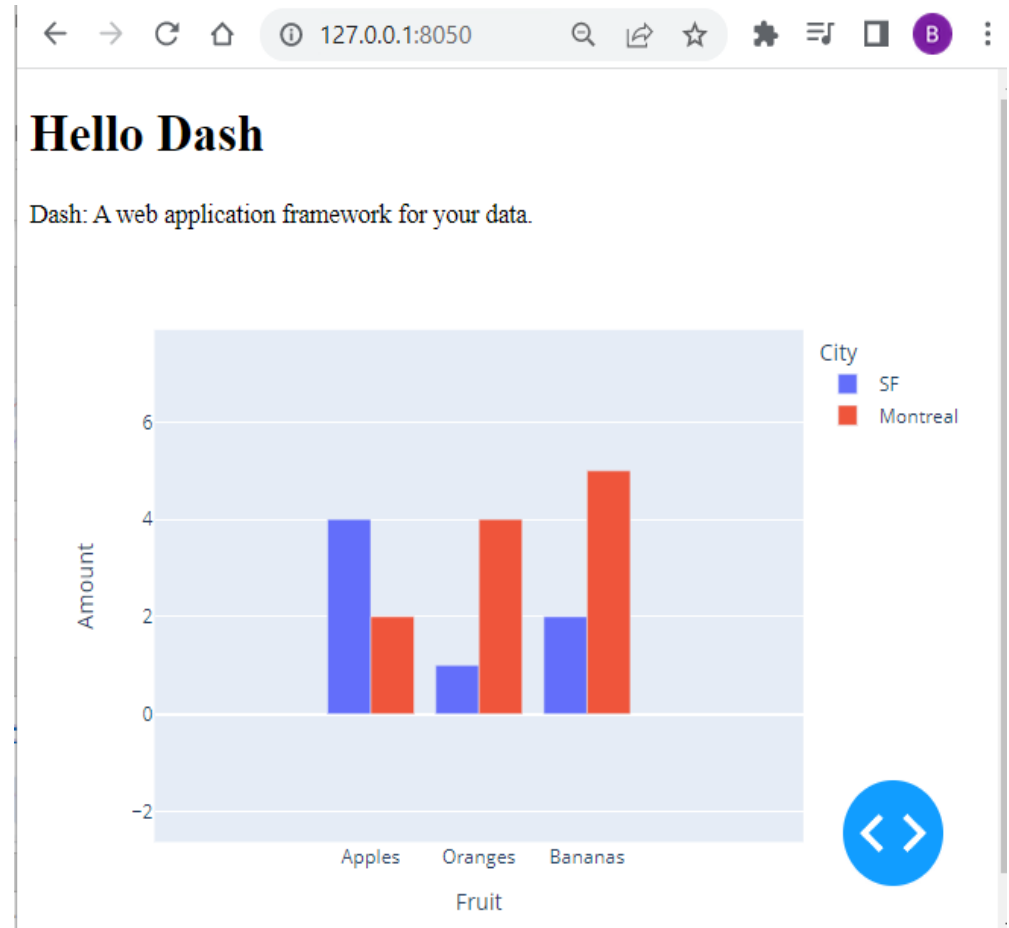 127.0.0.1:8050
B
Hello Dash
Dash: A web application framework for your data.
City
SF
Montreal
6
4
2
0
−2
Amount
Apples Oranges Bananas
Fruit